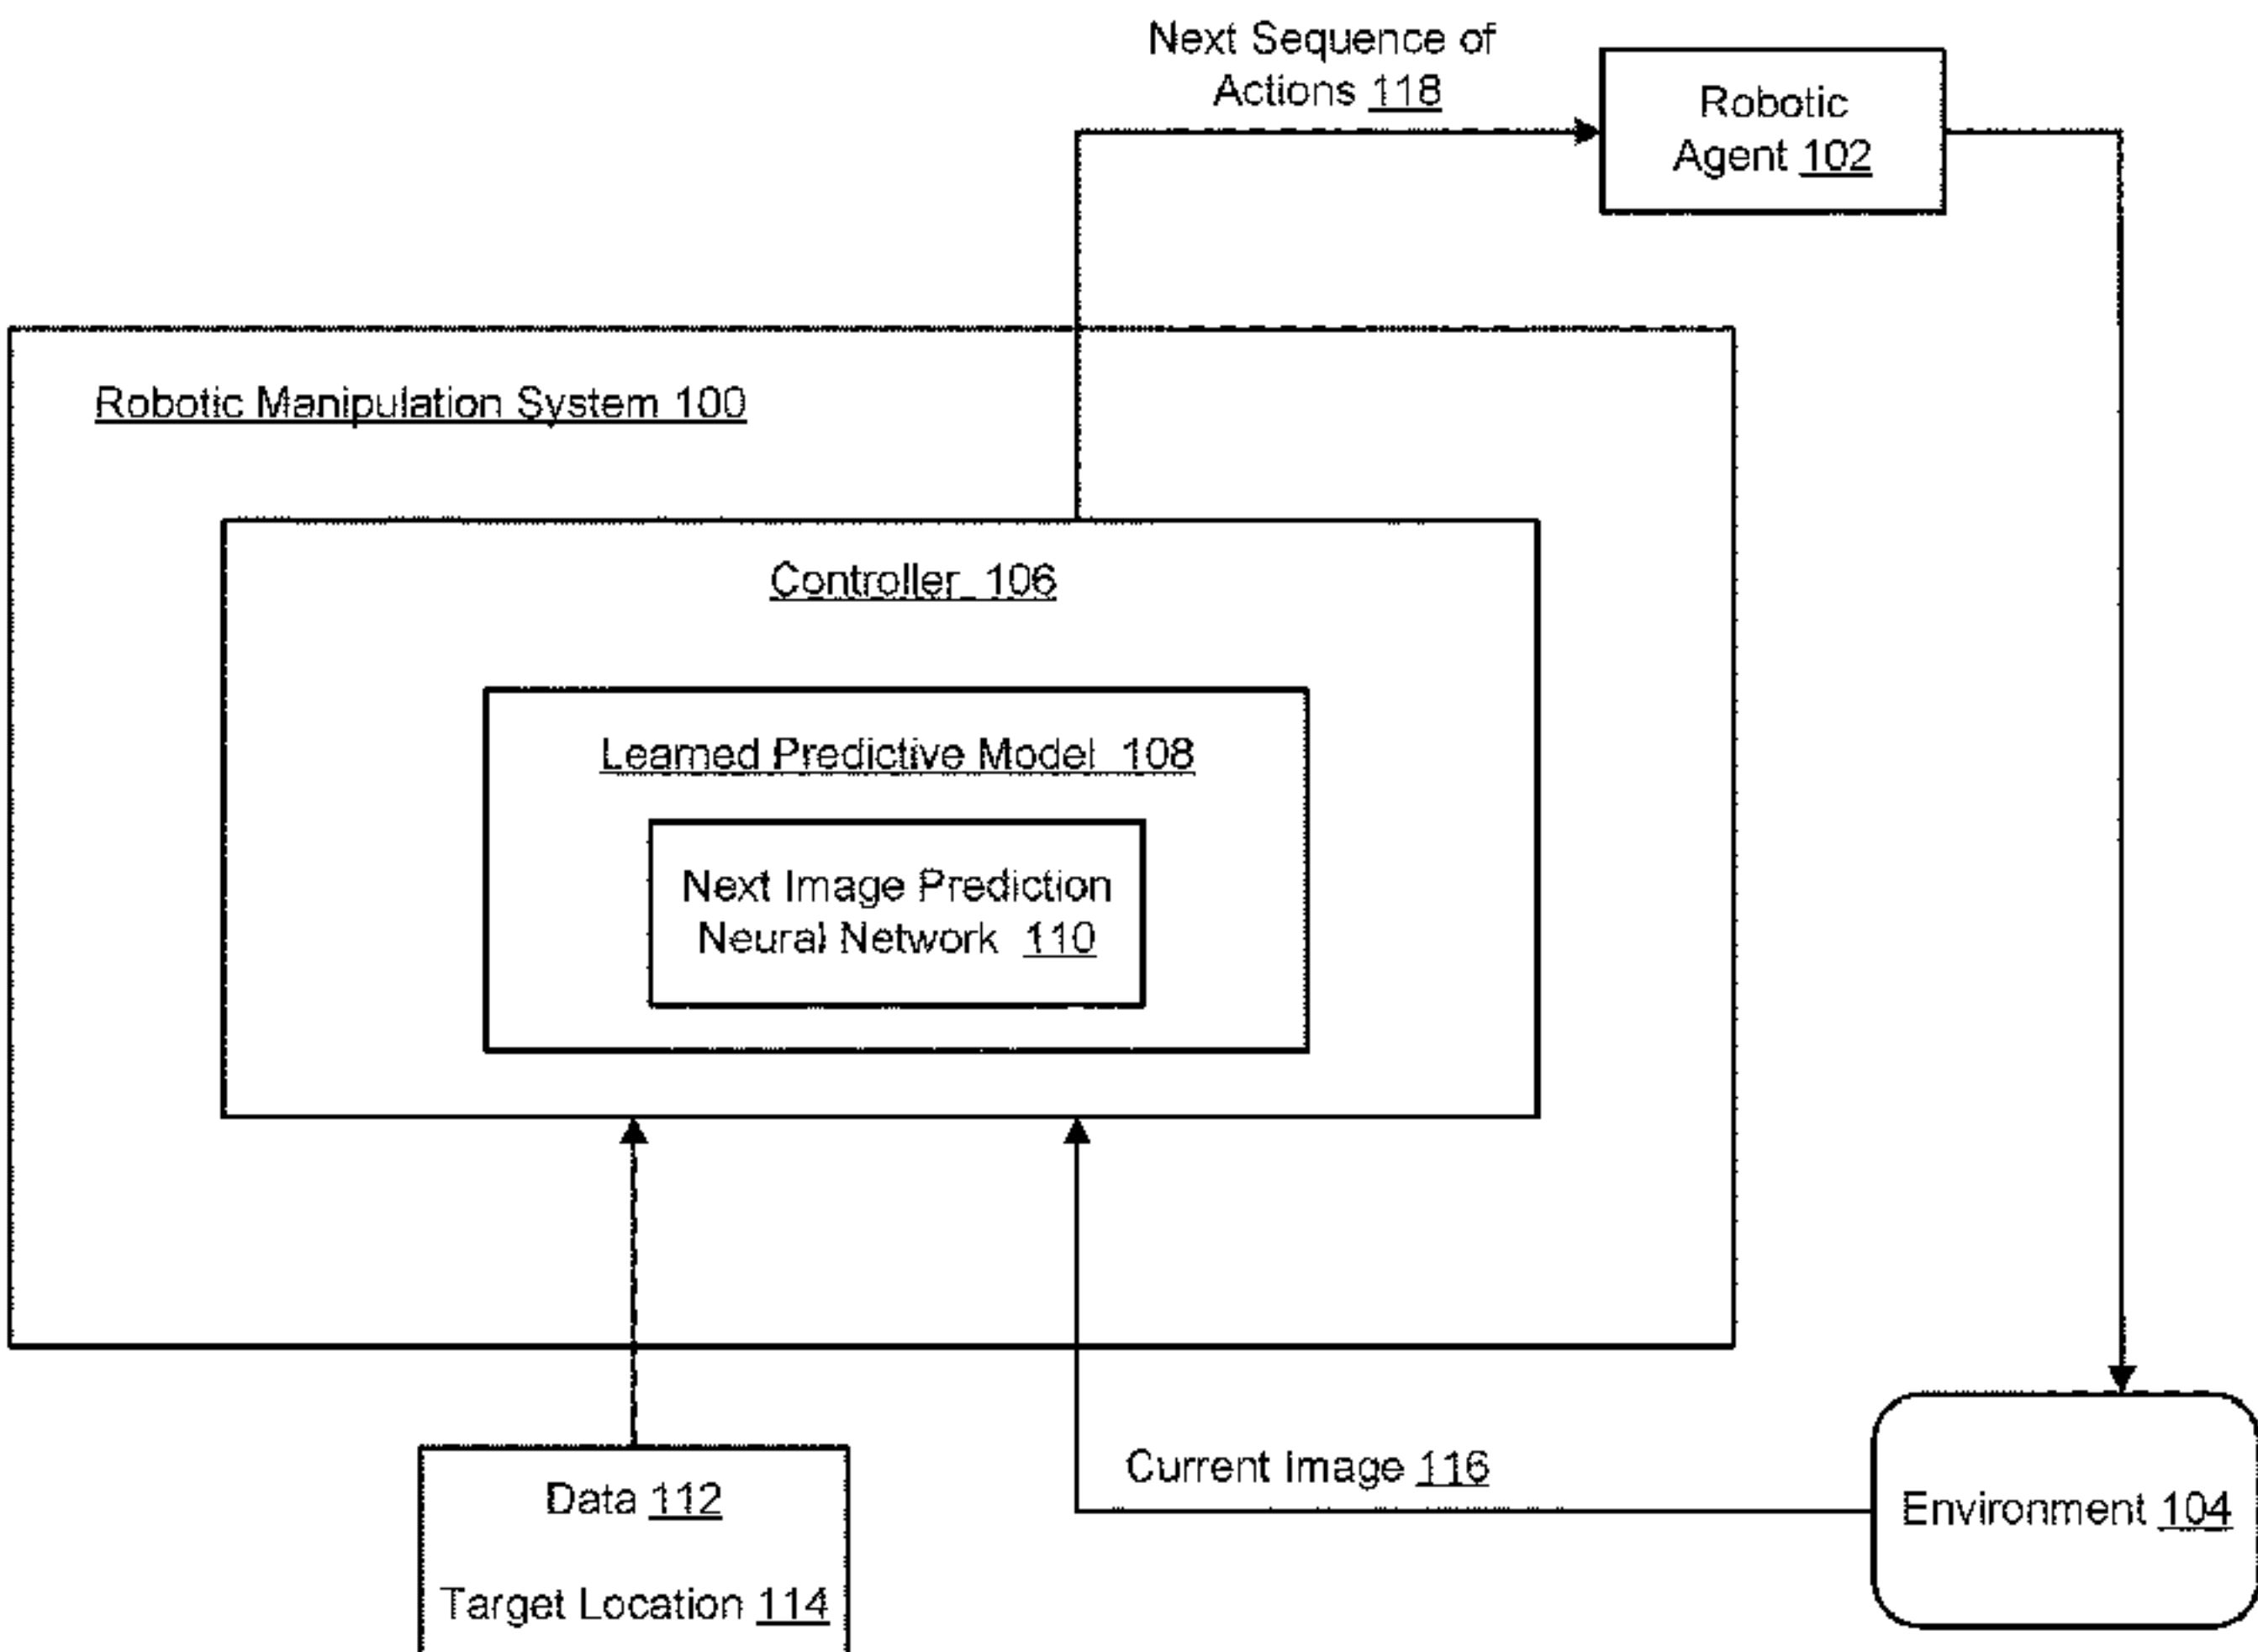 Next Sequence of
Actions 118
Robotic
Agent 102
Robotic Manipulation System 100
Controller 106
Learned Predictive Model 108
Next Image Prediction
Neural Network 110
Data 112
Target Location 114
Current Image 116
Environment 104